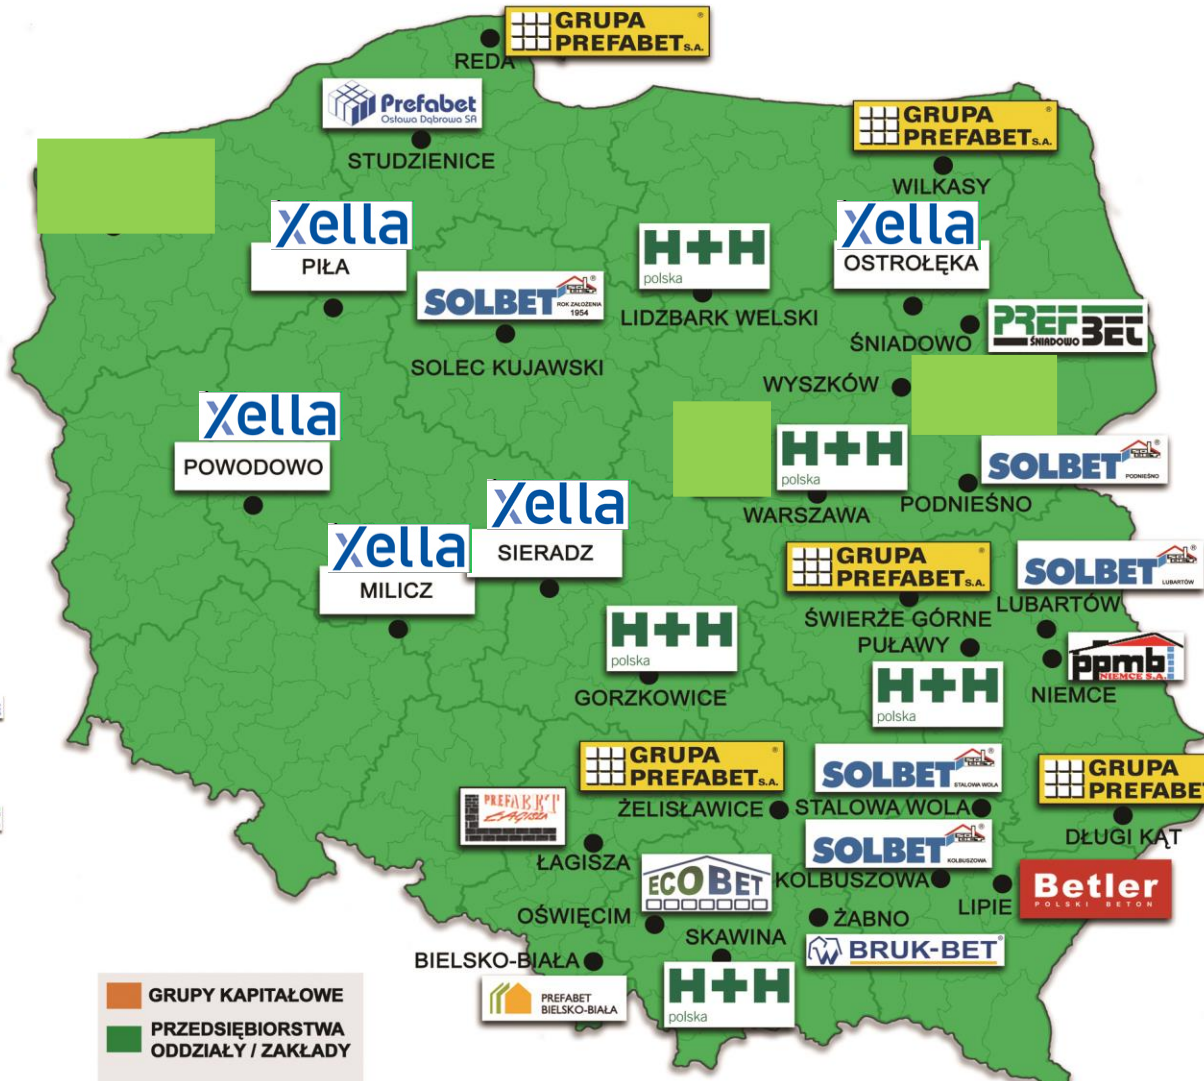 GRUPA
PREFABET S.A.
REDA
Prefabet
Osława Dąbrowa SA
STUDZIENICE
GRUPA
PREFABET S.A.
WILKASY
Xella
PIŁA
Xella
OSTROŁĘKA
H+H
polska
LIDZBARK WELSKI
SOLBET
ROK ZAŁOŻENIA
1954
SOLEC KUJAWSKI
PREFBET
ŚNIADOWO
ŚNIADOWO
WYSZKÓW
Xella
POWODOWO
H+H
polska
WARSZAWA
SOLBET
PODNIEŚNO
PODNIEŚNO
Xella
SIERADZ
Xella
MILICZ
GRUPA
PREFABET S.A.
ŚWIERŻE GÓRNE
SOLBET
LUBARTÓW
LUBARTÓW
PUŁAWY
H+H
polska
ppmb
NIEMCE S.A.
NIEMCE
H+H
polska
GORZKOWICE
GRUPA
PREFABET S.A.
ŻELISŁAWICE
SOLBET
STALOWA WOLA
STALOWA WOLA
GRUPA
PREFABET
DŁUGI KĄT
PREFABET
ŁAGISZA
ŁAGISZA
SOLBET
KOLBUSZOWA
KOLBUSZOWA
ECOBET
OŚWIĘCIM
Betler
POLSKI BETON
LIPIE
ŻABNO
BRUK-BET®
SKAWINA
H+H
polska
BIELSKO-BIAŁA
PREFABET
BIELSKO-BIAŁA
GRUPY KAPITAŁOWE
PRZEDSIĘBIORSTWA
ODDZIAŁY / ZAKŁADY